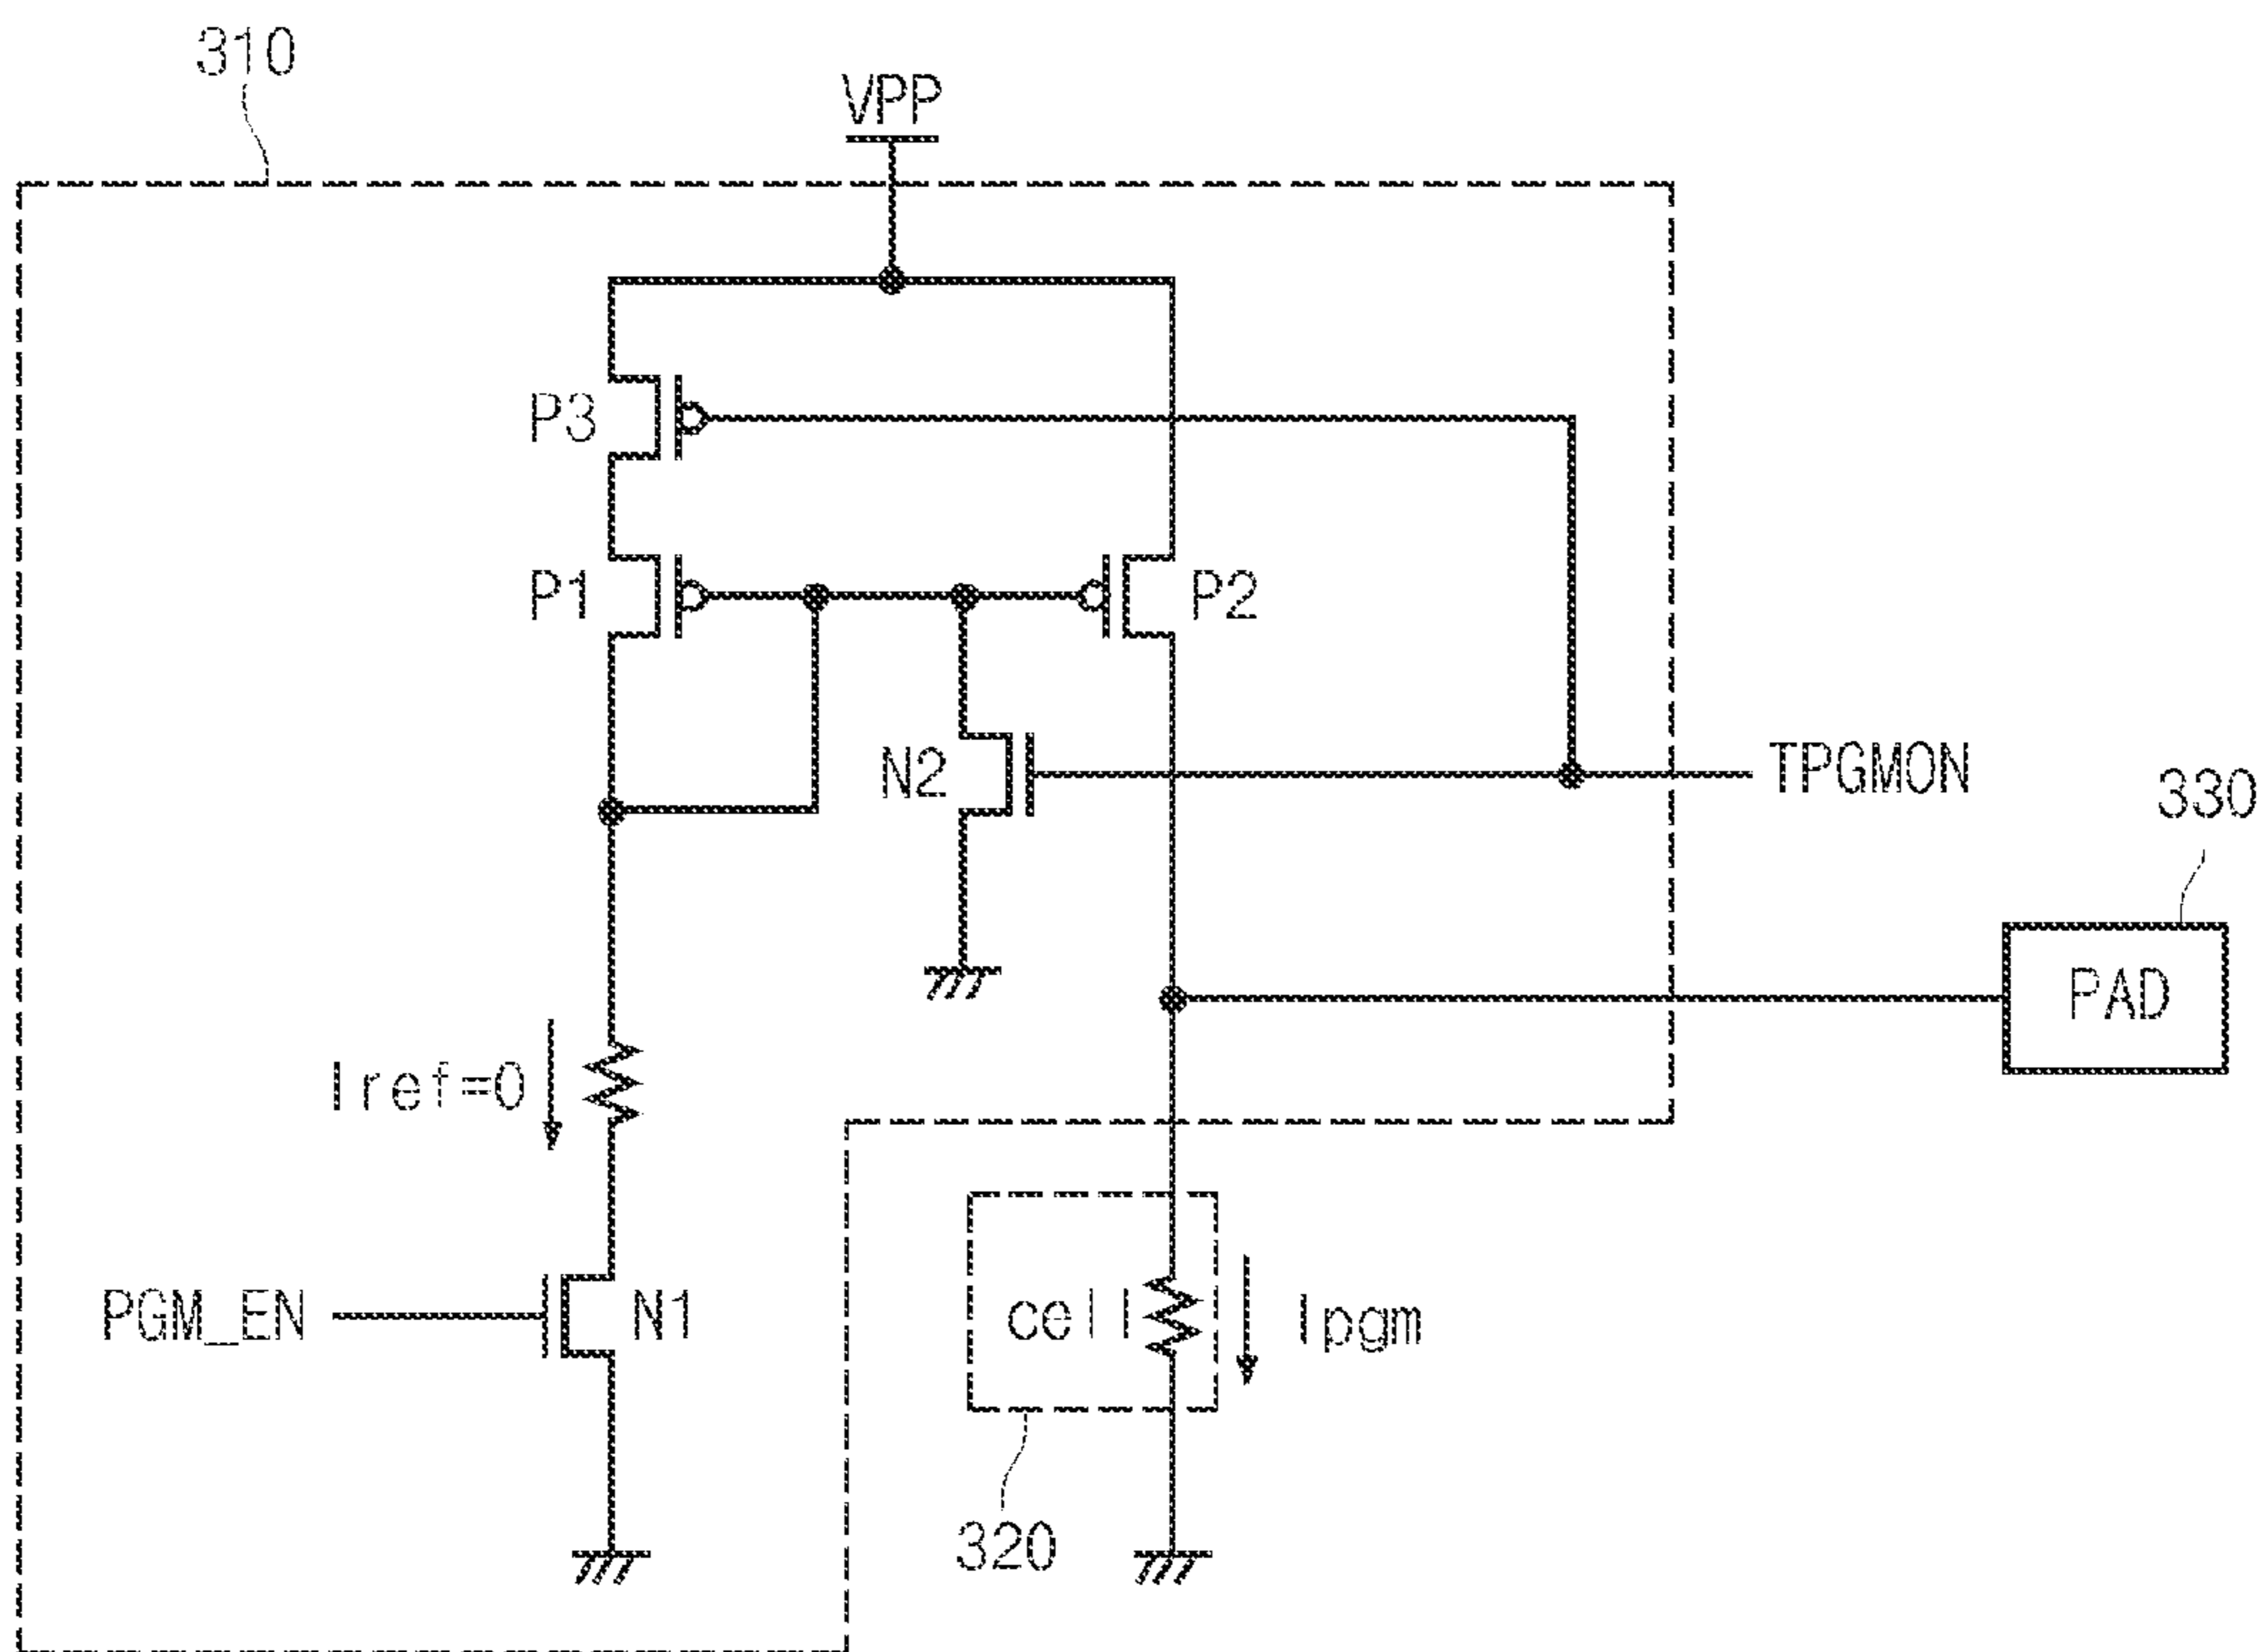 310
VPP
P3
P1
P2
N2
TPGMON
330
PAD
Iref=0
PGM_EN
N1
cell
Ipgm
320